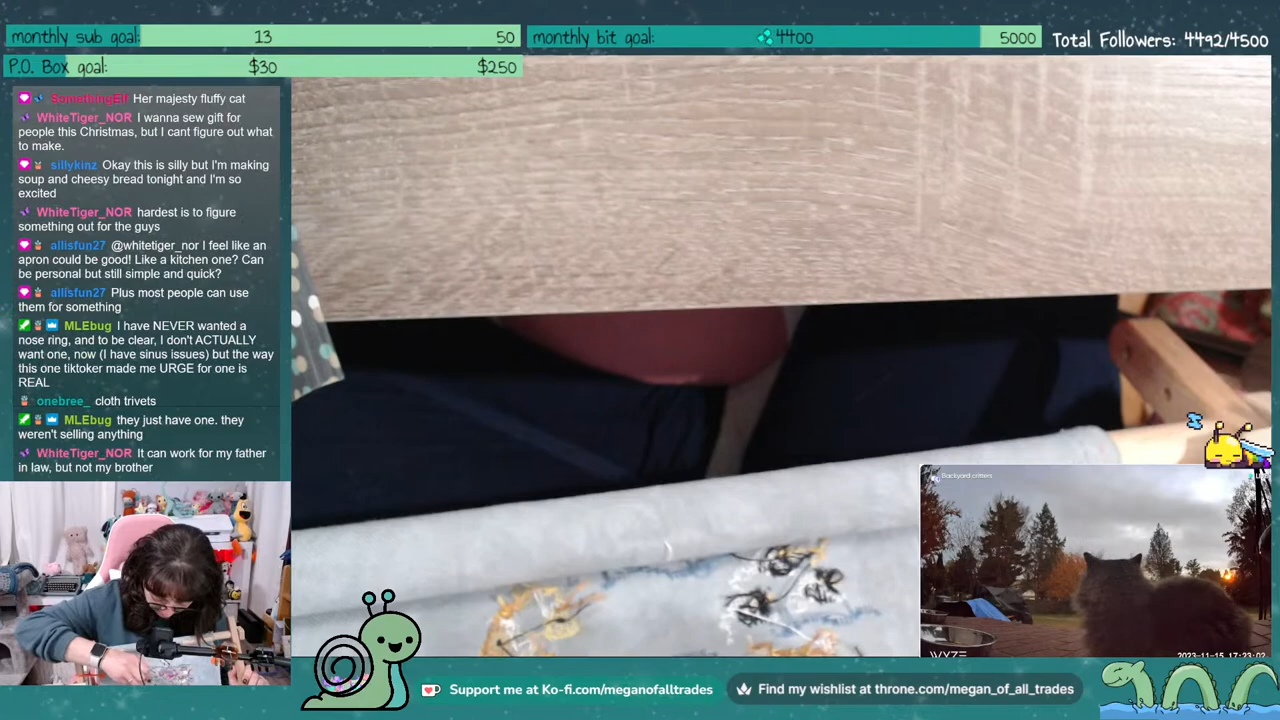 monthly sub goal: 13 50
monthly bit goal: 4400 5000
Total Followers: 4492/4500
P.O. Box goal: $30 $250
SomethingElf Her majesty fluffy cat
WhiteTiger_NOR I wanna sew gift for
people this Christmas, but I cant figure out what
to make.
sillykinz Okay this is silly but I'm making
soup and cheesy bread tonight and I'm so
excited
WhiteTiger_NOR hardest is to figure
something out for the guys
allisfun27 @whitetiger_nor I feel like an
apron could be good! Like a kitchen one? Can
be personal but still simple and quick?
allisfun27 Plus most people can use
them for something
MLEbug I have NEVER wanted a
nose ring, and to be clear, I don't ACTUALLY
want one, now (I have sinus issues) but the way
this one tiktoker made me URGE for one is
REAL
onebree_ cloth trivets
MLEbug they just have one. they
weren't selling anything
WhiteTiger_NOR It can work for my father
in law, but not my brother
Backyard critters
WYZE
2023-11-15 17:23:02
Support me at Ko-fi.com/meganofalltrades
Find my wishlist at throne.com/megan_of_all_trades